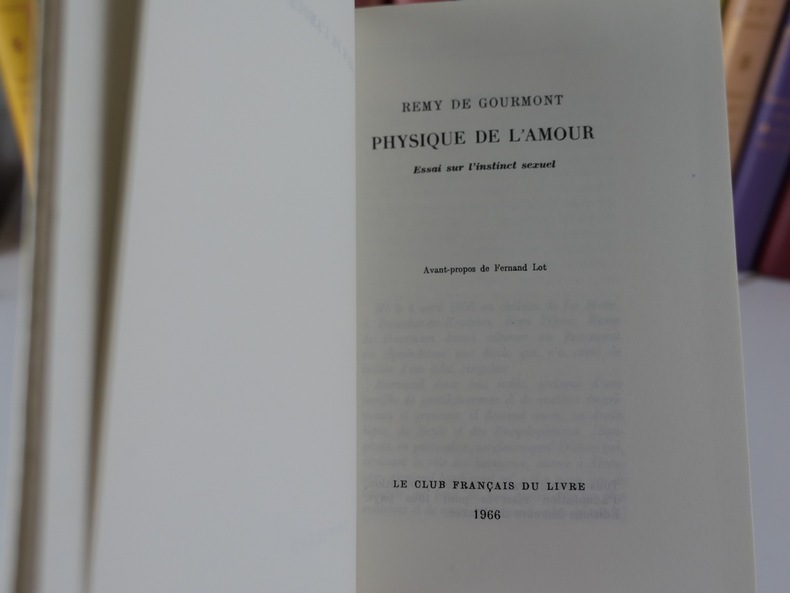 REMY DE GOURMONT
PHYSIQUE DE L'AMOUR
Essai sur l'instinct sexuel
Avant-propos de Fernand Lot
LE CLUB FRANÇAIS DU LIVRE
1966